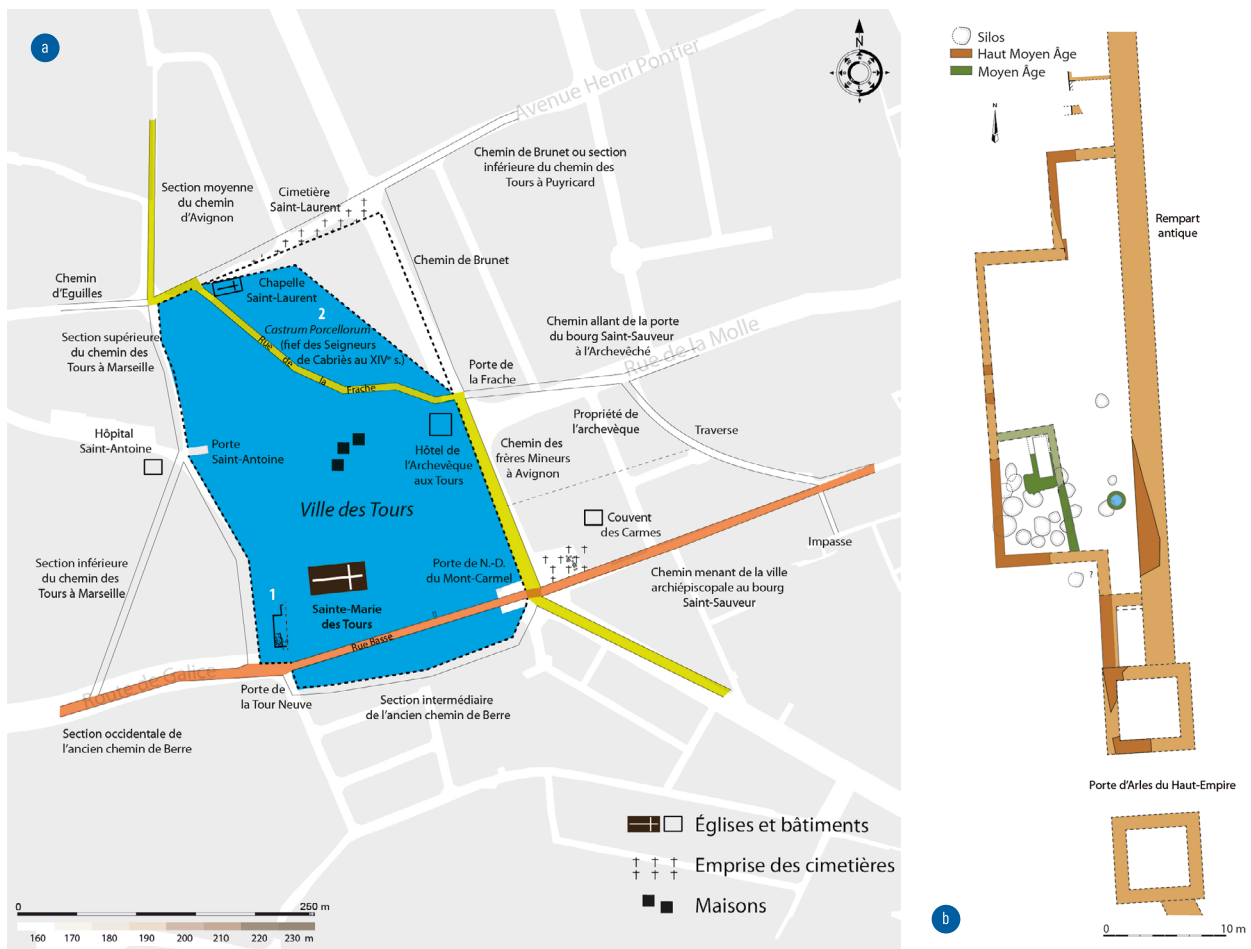 a
N
Avenue Henri Pontier
Chemin de Brunet ou section
inférieure du chemin des
Tours à Puyricard
Section moyenne
du chemin
d'Avignon
Cimetière
Saint-Laurent
Chemin de Brunet
Chemin
d'Eguilles
Chapelle
Saint-Laurent
2
Castrum Porcellorum
(fief des Seigneurs
de Cabriès au XIVe s.)
Rue de la Frache
Section supérieure
du chemin des
Tours à Marseille
Chemin allant de la porte
du bourg Saint-Sauveur
à l'Archevêché
Rue de la Molle
Porte de
la Frache
Propriété de
l'archevèque
Traverse
Hôpital
Saint-Antoine
Porte
Saint-Antoine
Hôtel de
l'Archevèque
aux Tours
Chemin des
frères Mineurs
à Avignon
Ville des Tours
Couvent
des Carmes
Impasse
Section inférieure
du chemin des
Tours à Marseille
Porte de N.-D.
du Mont-Carmel
Chemin menant de la ville
archiépiscopale au bourg
Saint-Sauveur
1
Sainte-Marie
des Tours
Rue Basse
Route de Galice
Porte de
la Tour Neuve
Section intermédiaire
de l'ancien chemin de Berre
Section occidentale de
l'ancien chemin de Berre
Églises et bâtiments
Emprise des cimetières
Maisons
0 250 m
160 170 180 190 200 210 220 230 m
Silos
Haut Moyen Âge
Moyen Âge
N
Rempart
antique
?
Porte d'Arles du Haut-Empire
b
0 10 m